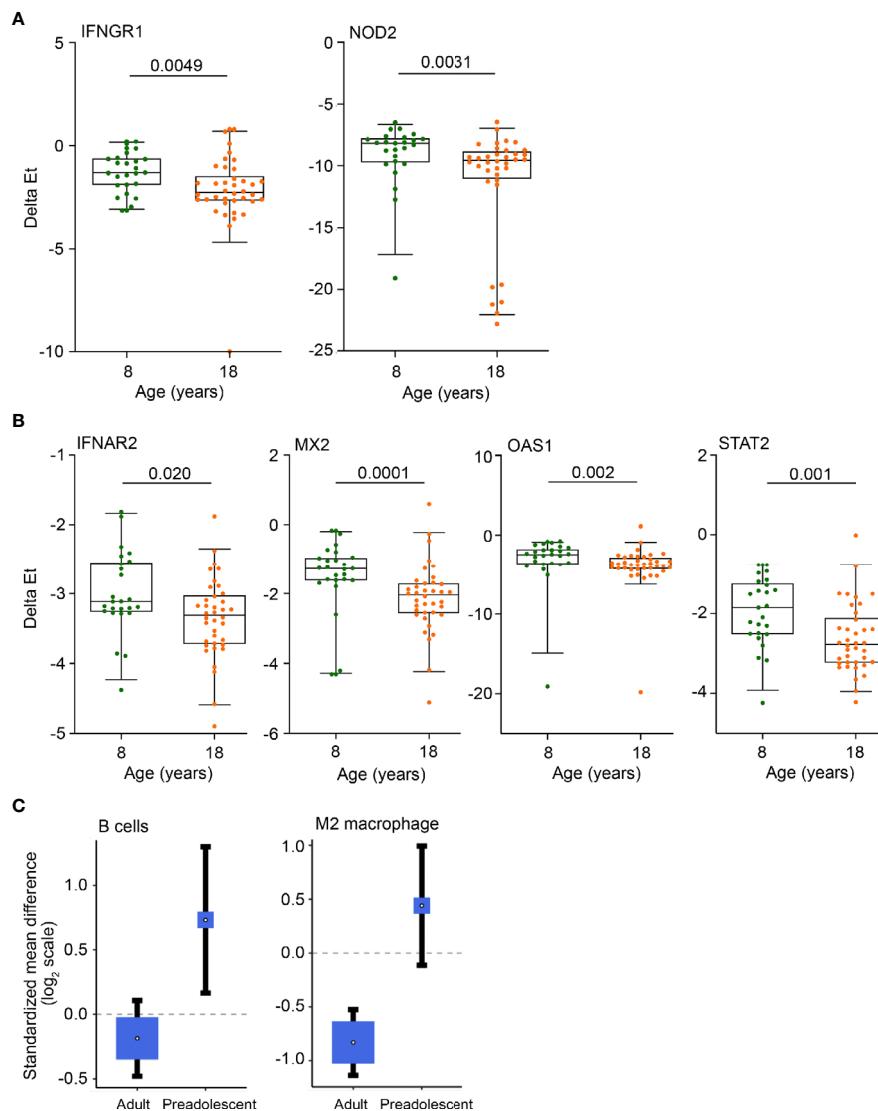 A
IFNGR1
NOD2
0.0049
0.0031
5
0
-5
-10
Delta Et
8
18
Age (years)
0
-5
-10
-15
-20
-25
8
18
Age (years)
B
IFNAR2
MX2
OAS1
STAT2
0.020
0.0001
0.002
0.001
-1
-2
-3
-4
-5
Delta Et
8
18
Age (years)
2
0
-2
-4
-6
8
18
Age (years)
10
0
-10
-20
8
18
Age (years)
2
0
-2
-4
8
18
Age (years)
C
B cells
M2 macrophage
Standardized mean difference
(log2 scale)
1.0
0.5
0.0
-0.5
Adult
Preadolescent
1.0
0.5
0.0
-0.5
-1.0
Adult
Preadolescent